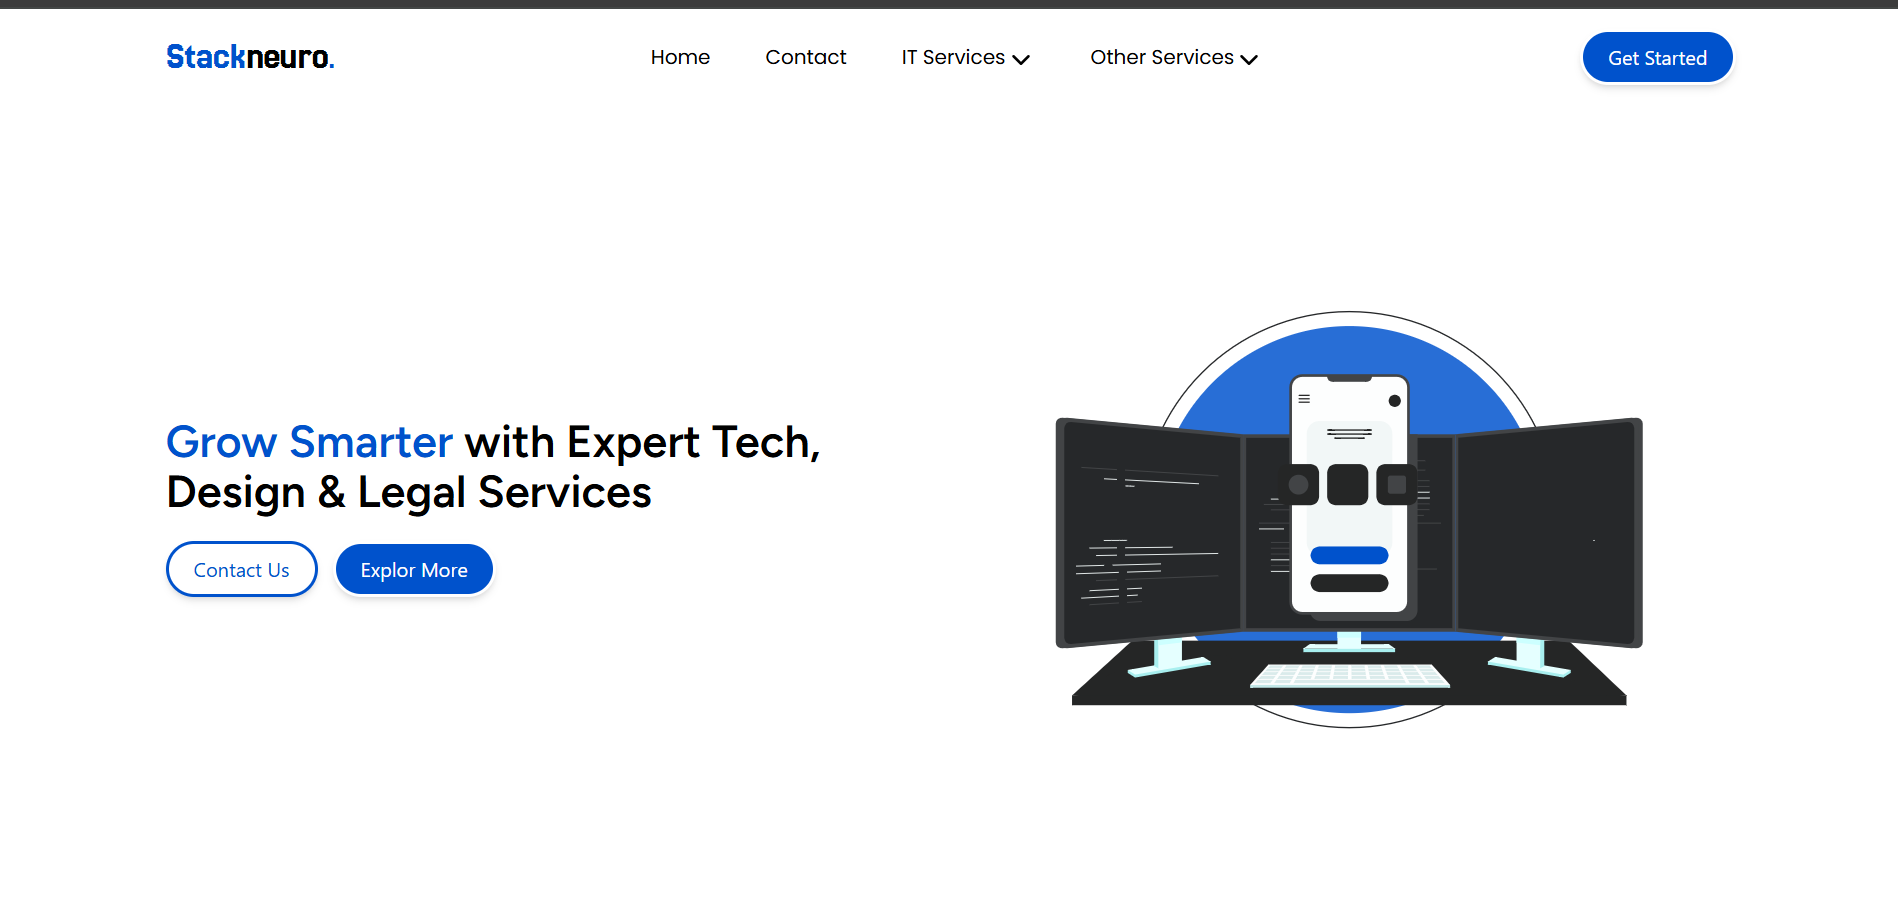 Stackneuro.
Home
Contact
IT Services
Other Services
Get Started
Grow Smarter with Expert Tech,
Design & Legal Services
Contact Us
Explor More